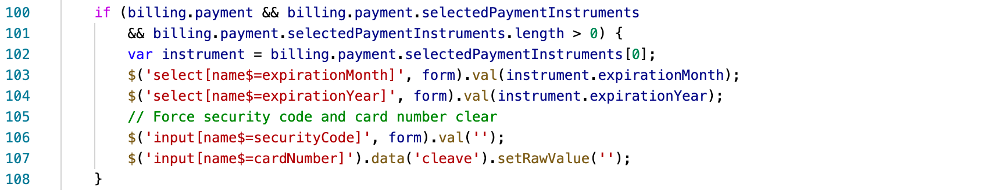 100 if (billing.payment && billing.payment.selectedPaymentInstruments
101 && billing.payment.selectedPaymentInstruments.length > 0) {
102 var instrument = billing.payment.selectedPaymentInstruments[0];
103 $('select[name$=expirationMonth]', form).val(instrument.expirationMonth);
104 $('select[name$=expirationYear]', form).val(instrument.expirationYear);
105 // Force security code and card number clear
106 $('input[name$=securityCode]', form).val('');
107 $('input[name$=cardNumber]').data('cleave').setRawValue('');
108 }